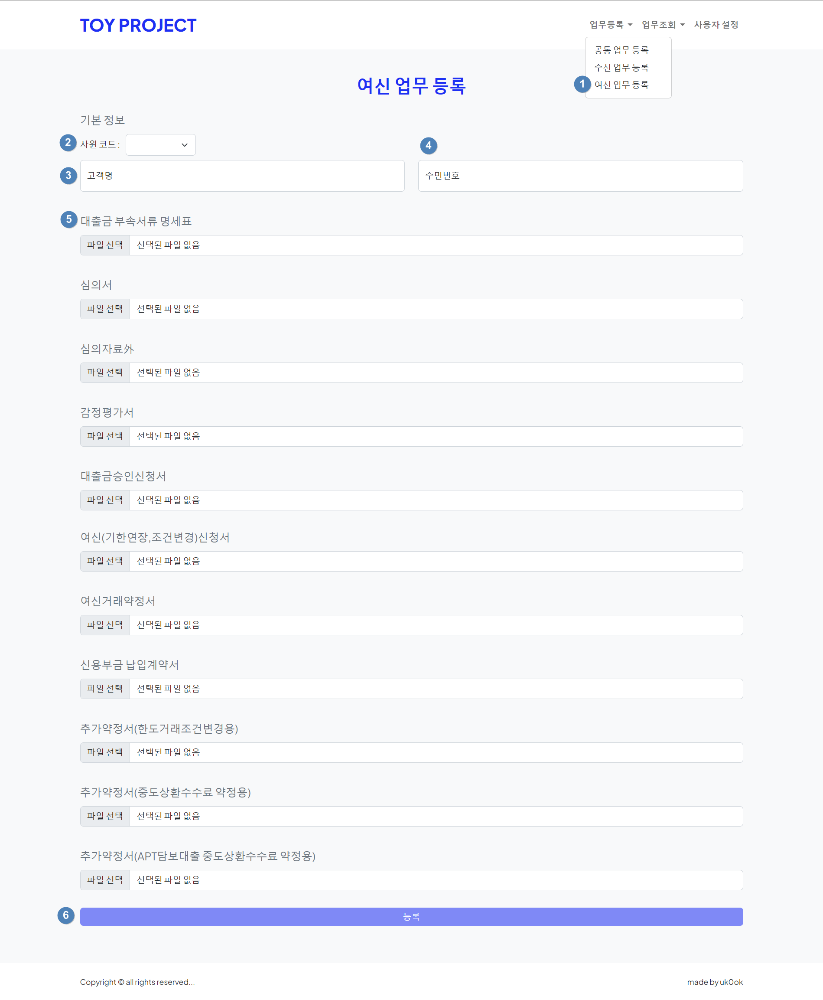 TOY PROJECT
업무등록 업무조회 사용자 설정
공통 업무 등록
수신 업무 등록
1 여신 업무 등록
여신 업무 등록
기본 정보
2 사원 코드 :
3 고객명
4
주민번호
5 대출금 부속서류 명세표
파일 선택 선택된 파일 없음
심의서
파일 선택 선택된 파일 없음
심의자료外
파일 선택 선택된 파일 없음
감정평가서
파일 선택 선택된 파일 없음
대출금승인신청서
파일 선택 선택된 파일 없음
여신(기한연장,조건변경)신청서
파일 선택 선택된 파일 없음
여신거래약정서
파일 선택 선택된 파일 없음
신용부금 납입계약서
파일 선택 선택된 파일 없음
추가약정서(한도거래조건변경용)
파일 선택 선택된 파일 없음
추가약정서(중도상환수수료 약정용)
파일 선택 선택된 파일 없음
추가약정서(APT담보대출 중도상환수수료 약정용)
파일 선택 선택된 파일 없음
6 등록
Copyright © all rights reserved...
made by uk0ok